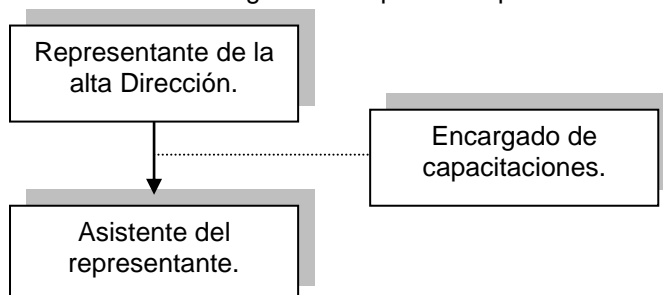 Representante de la
alta Dirección.
Encargado de
capacitaciones.
Asistente del
representante.